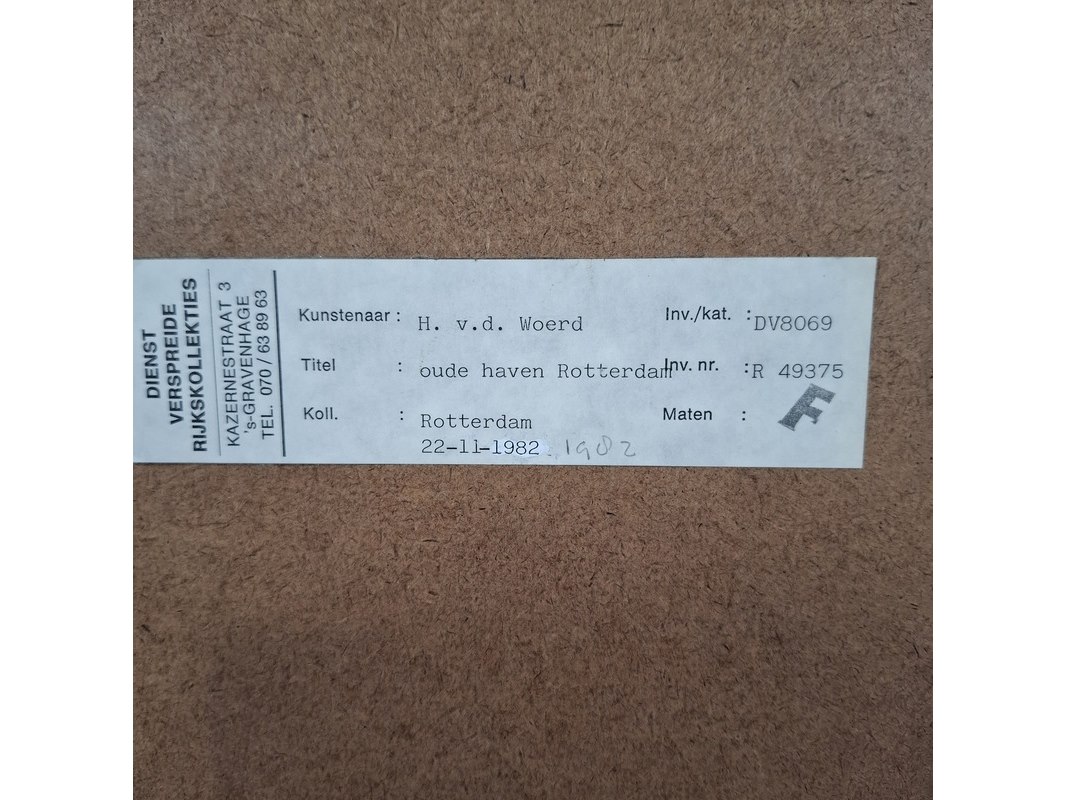 DIENST
VERSPREIDE
RIJKSKOLLEKTIES
KAZERNESTRAAT 3
's-GRAVENHAGE
TEL. 070 / 63 89 63
Kunstenaar : H. v.d. Woerd Inv./kat. : DV8069
Titel : oude haven Rotterdam Inv. nr. : R 49375
Koll. : Rotterdam Maten :
22-11-1982 1982
F